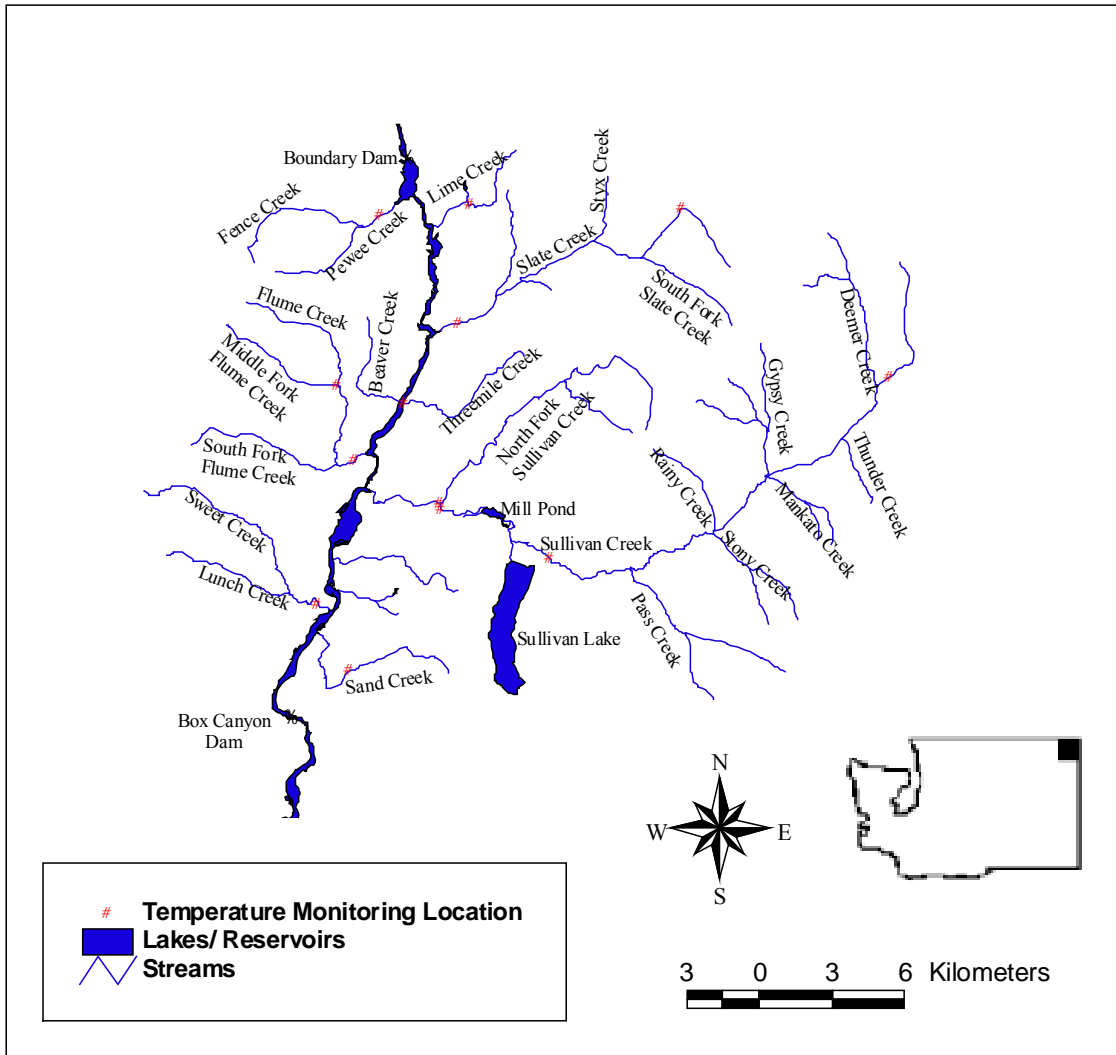 Boundary Dam
Lime Creek
Styx Creek
Fence Creek
Pewee Creek
Slate Creek
South Fork
Slate Creek
Flume Creek
Beaver Creek
Deemer Creek
Middle Fork
Flume Creek
Threemile Creek
Gypsy Creek
North Fork
Sullivan Creek
South Fork
Flume Creek
Rainy Creek
Thunder Creek
Mankato Creek
Sweet Creek
Mill Pond
Sullivan Creek
Stony Creek
Lunch Creek
Pass Creek
Sullivan Lake
Sand Creek
Box Canyon
Dam
N
W E
S
# Temperature Monitoring Location
Lakes/ Reservoirs
Streams
3 0 3 6 Kilometers